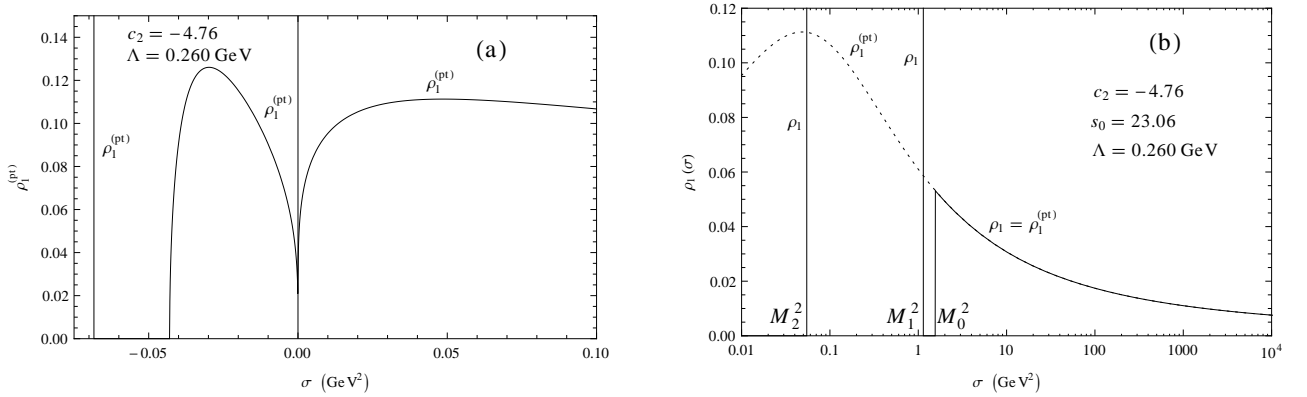 c₂ = −4.76
Λ = 0.260 GeV
(a)
ρ₁^(pt)
ρ₁^(pt)
ρ₁^(pt)
ρ₁^(pt)
0.14
0.12
0.10
0.08
0.06
0.04
0.02
0.00
−0.05 0.00 0.05 0.10
σ (GeV²)
(b)
ρ₁^(pt)
ρ₁
c₂ = −4.76
s₀ = 23.06
Λ = 0.260 GeV
ρ₁
ρ₁ = ρ₁^(pt)
M₂² M₁² M₀²
ρ₁(σ)
0.12
0.10
0.08
0.06
0.04
0.02
0.00
0.01 0.1 1 10 100 1000 10⁴
σ (GeV²)